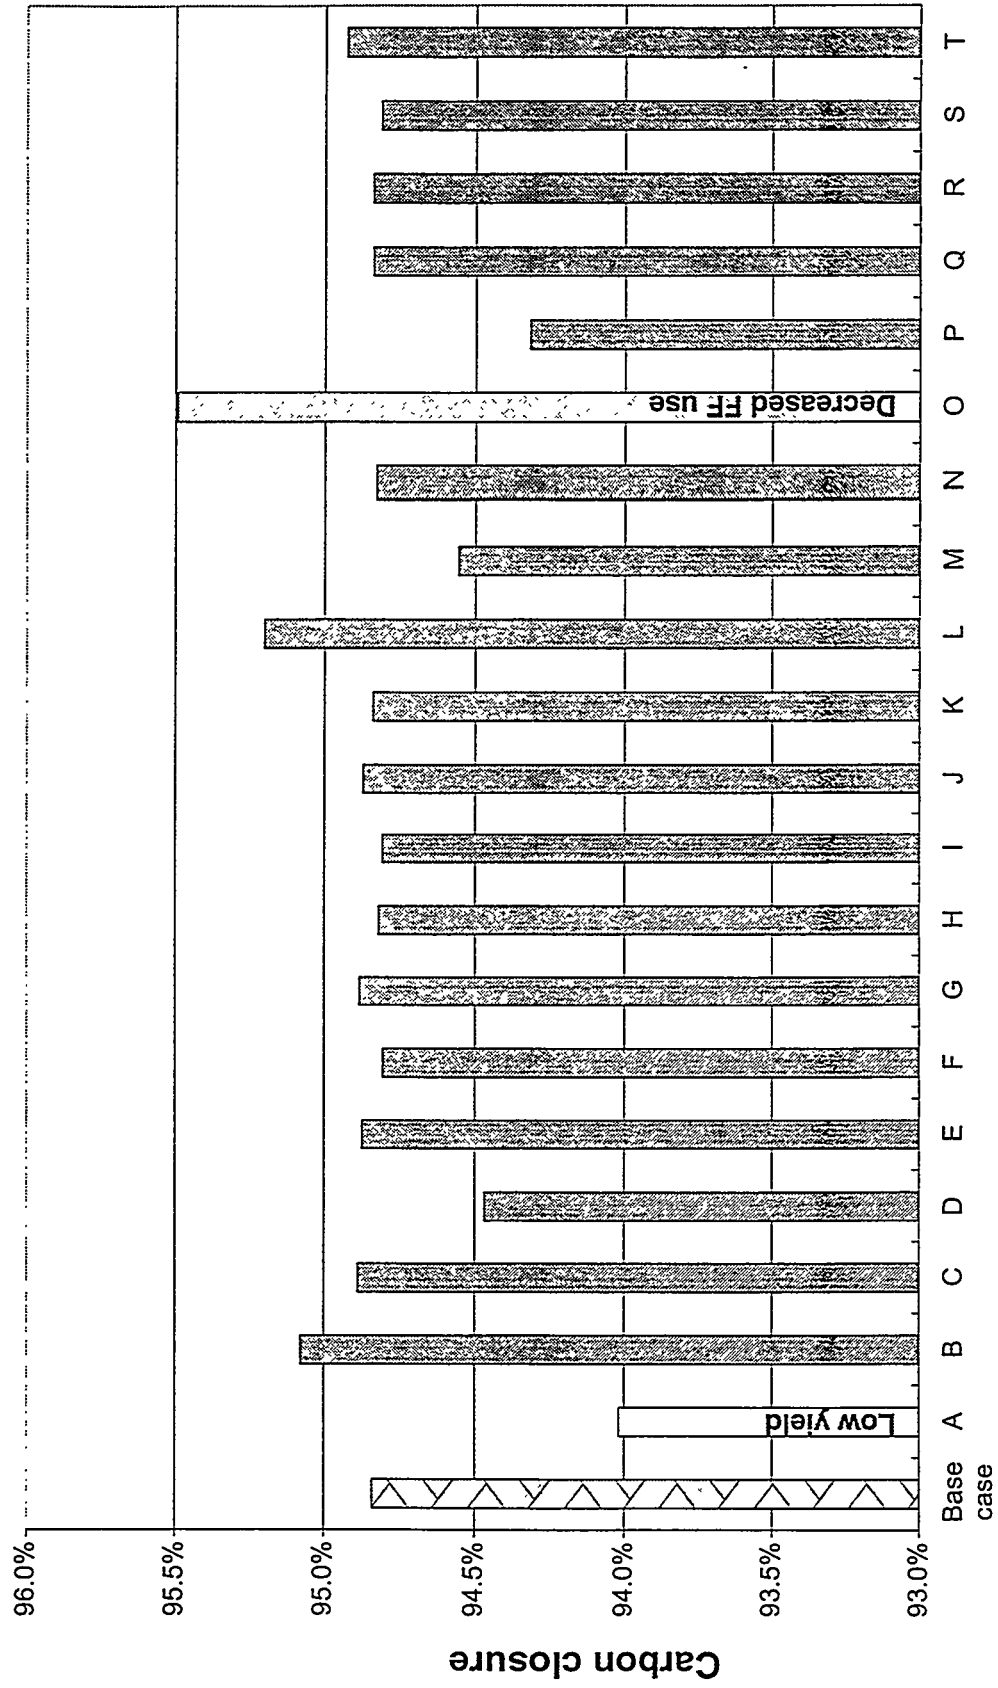 Carbon closure
96.0%
95.5%
95.0%
94.5%
94.0%
93.5%
93.0%
Low yield
Decreased FF use
Base case
A
B
C
D
E
F
G
H
I
J
K
L
M
N
O
P
Q
R
S
T